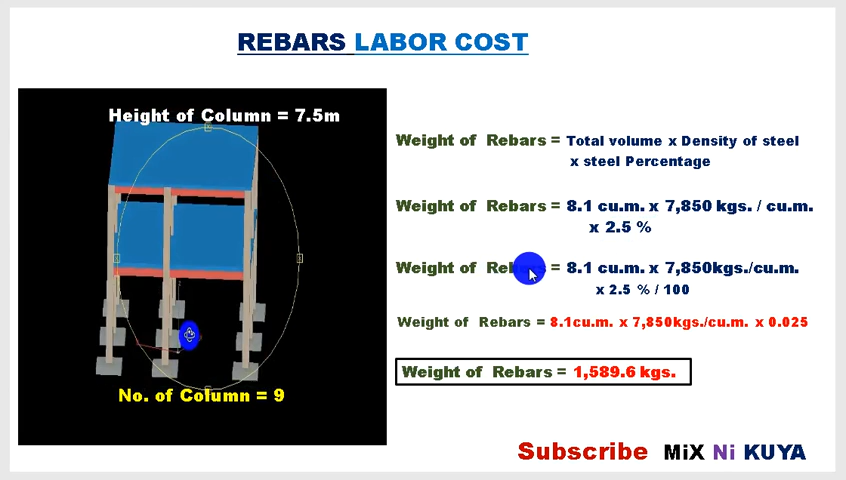 REBARS LABOR COST
Height of Column = 7.5m
No. of Column = 9
Weight of Rebars = Total volume x Density of steel
x steel Percentage
Weight of Rebars = 8.1 cu.m. x 7,850 kgs. / cu.m.
x 2.5 %
Weight of Rebars = 8.1 cu.m. x 7,850kgs./cu.m.
x 2.5 % / 100
Weight of Rebars = 8.1cu.m. x 7,850kgs./cu.m. x 0.025
Weight of Rebars = 1,589.6 kgs.
Subscribe MiX Ni KUYA